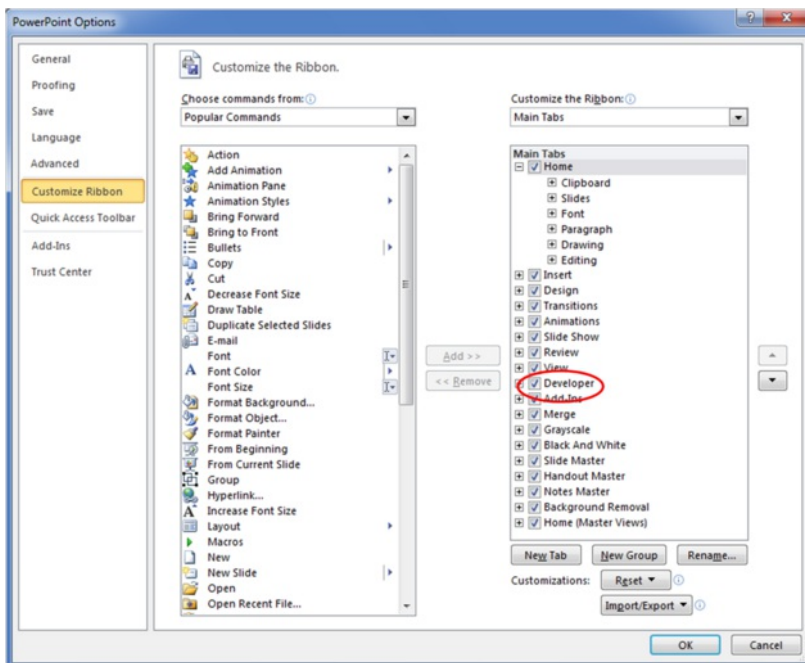 PowerPoint Options
General
Proofing
Save
Language
Advanced
Customize Ribbon
Quick Access Toolbar
Add-Ins
Trust Center
Customize the Ribbon.
Choose commands from:
Popular Commands
Action
Add Animation
Animation Pane
Animation Styles
Bring Forward
Bring to Front
Bullets
Copy
Cut
Decrease Font Size
Draw Table
Duplicate Selected Slides
E-mail
Font
Font Color
Font Size
Format Background...
Format Object...
Format Painter
From Beginning
From Current Slide
Group
Hyperlink...
Increase Font Size
Layout
Macros
New
New Slide
Open
Open Recent File...
Add >>
<< Remove
Customize the Ribbon:
Main Tabs
Main Tabs
Home
Clipboard
Slides
Font
Paragraph
Drawing
Editing
Insert
Design
Transitions
Animations
Slide Show
Review
View
Developer
Add-Ins
Merge
Grayscale
Black And White
Slide Master
Handout Master
Notes Master
Background Removal
Home (Master Views)
New Tab
New Group
Rename...
Customizations:
Reset
Import/Export
OK
Cancel